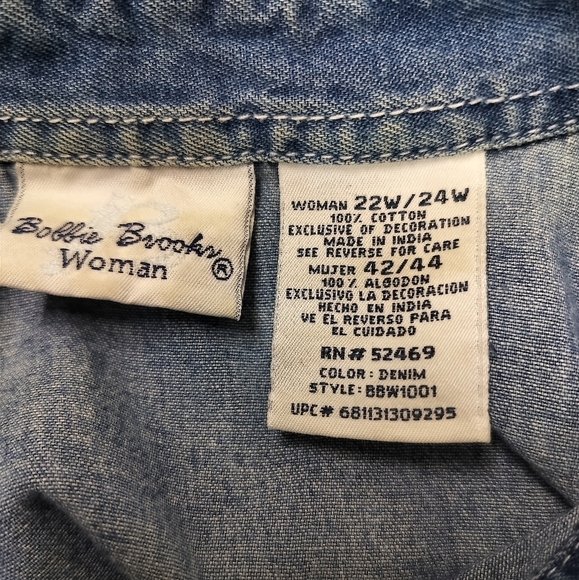 Bobbie Brooks
Woman ®
WOMAN 22W/24W
100% COTTON
EXCLUSIVE OF DECORATION
MADE IN INDIA
SEE REVERSE FOR CARE
MUJER 42/44
100% ALGODON
EXCLUSIVO LA DECORACION
HECHO EN INDIA
VE EL REVERSO PARA
EL CUIDADO
RN# 52469
COLOR: DENIM
STYLE: BBW1001
UPC# 681131309295